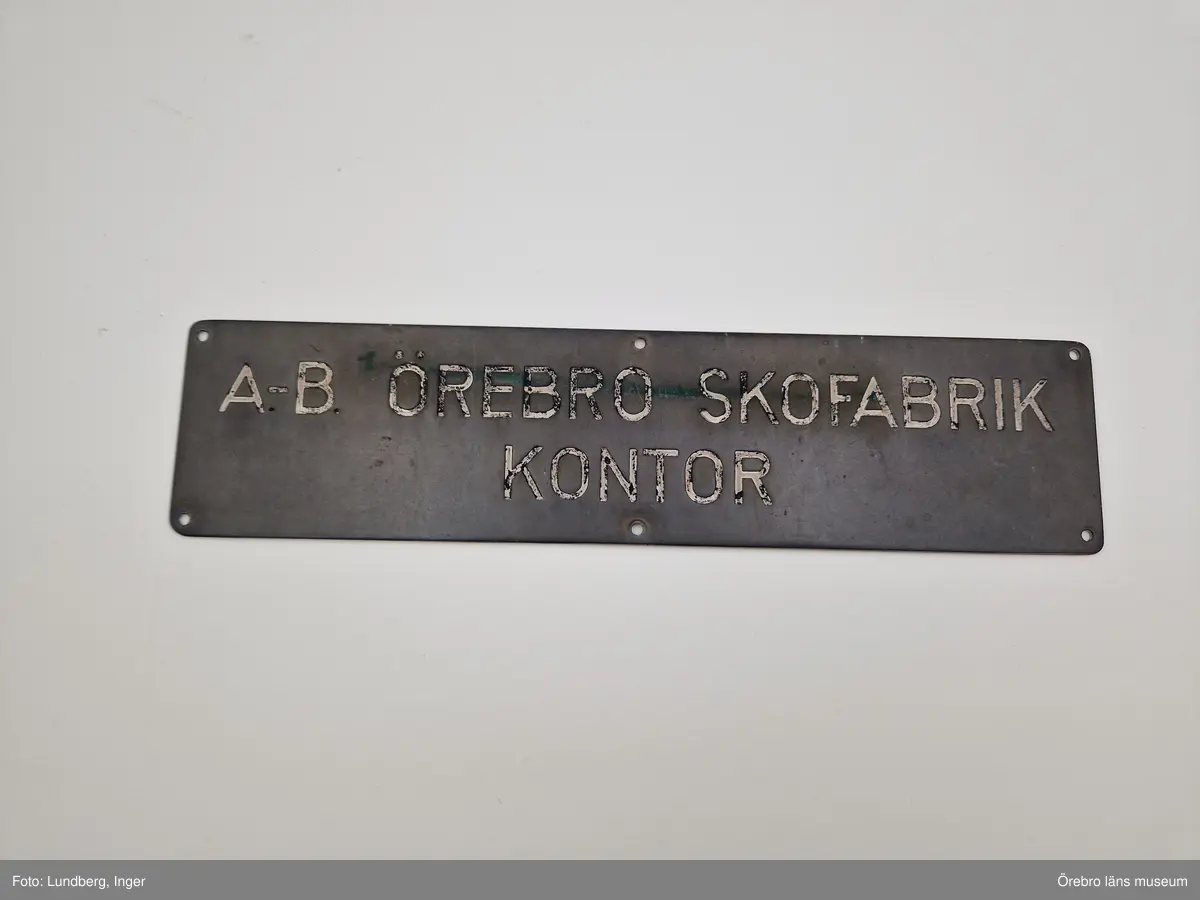 A-B ÖREBRO SKOFABRIK
KONTOR
Foto: Lundberg, Inger
Örebro läns museum